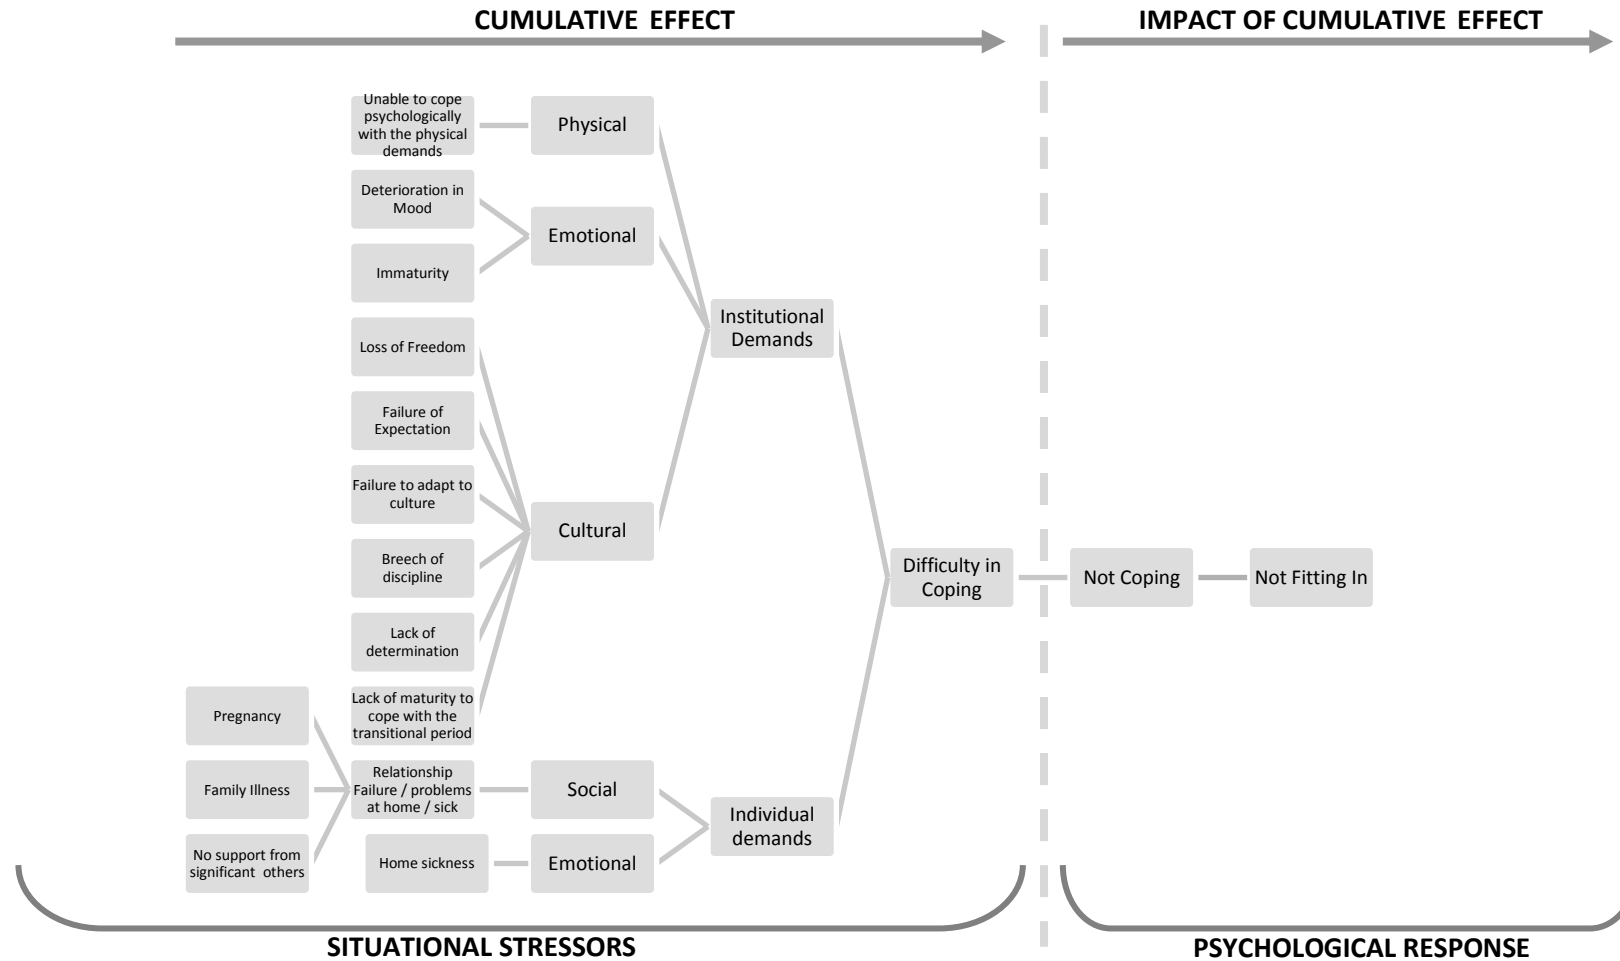 CUMULATIVE EFFECT
IMPACT OF CUMULATIVE EFFECT
Unable to cope
psychologically
with the physical
demands
Physical
Deterioration in
Mood
Emotional
Immaturity
Institutional
Demands
Loss of Freedom
Failure of
Expectation
Failure to adapt to
culture
Cultural
Breech of
discipline
Difficulty in
Coping
Not Coping
Not Fitting In
Lack of
determination
Lack of maturity to
cope with the
transitional period
Pregnancy
Family Illness
Relationship
Failure / problems
at home / sick
Social
Individual
demands
No support from
significant others
Home sickness
Emotional
SITUATIONAL STRESSORS
PSYCHOLOGICAL RESPONSE